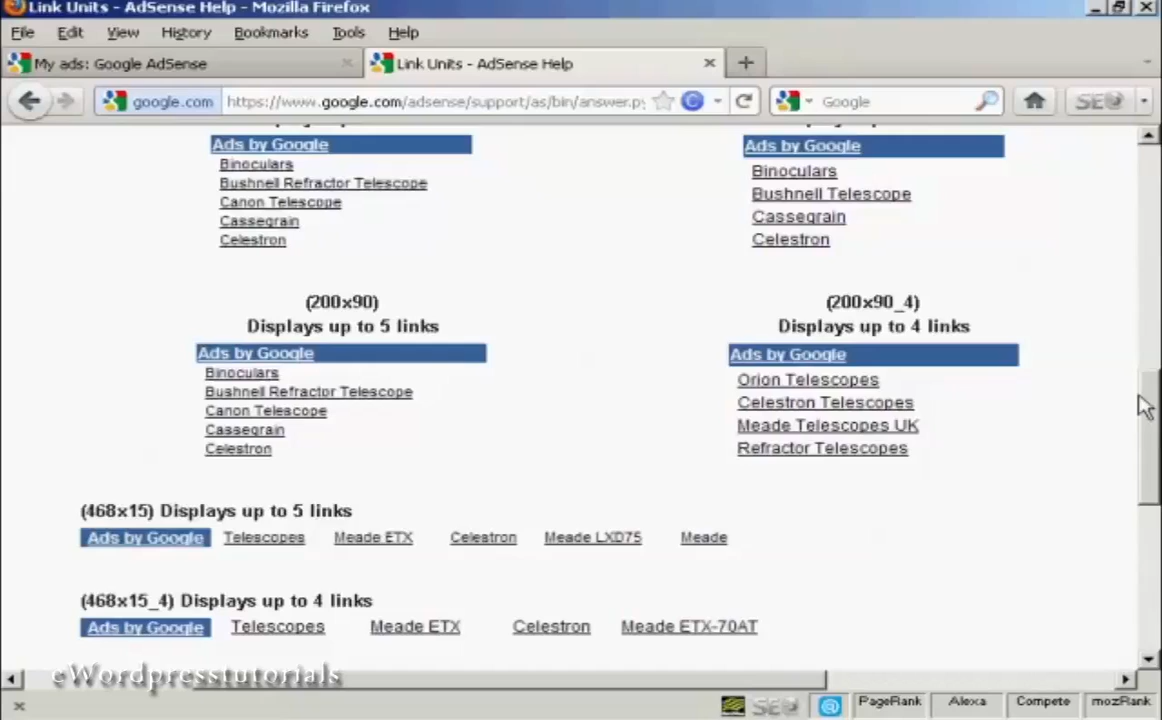 Link Units - AdSense Help - Mozilla Firefox
File Edit View History Bookmarks Tools Help
My ads: Google AdSense
Link Units - AdSense Help
google.com https://www.google.com/adsense/support/as/bin/answer.p
Google
SE
Ads by Google
Binoculars
Bushnell Refractor Telescope
Canon Telescope
Cassegrain
Celestron
Ads by Google
Binoculars
Bushnell Telescope
Cassegrain
Celestron
(200x90)
Displays up to 5 links
Ads by Google
Binoculars
Bushnell Refractor Telescope
Canon Telescope
Cassegrain
Celestron
(200x90_4)
Displays up to 4 links
Ads by Google
Orion Telescopes
Celestron Telescopes
Meade Telescopes UK
Refractor Telescopes
(468x15) Displays up to 5 links
Ads by Google Telescopes Meade ETX Celestron Meade LXD75 Meade
(468x15_4) Displays up to 4 links
Ads by Google Telescopes Meade ETX Celestron Meade ETX-70AT
eWordpresstutorials
SE PageRank Alexa Compete mozRank